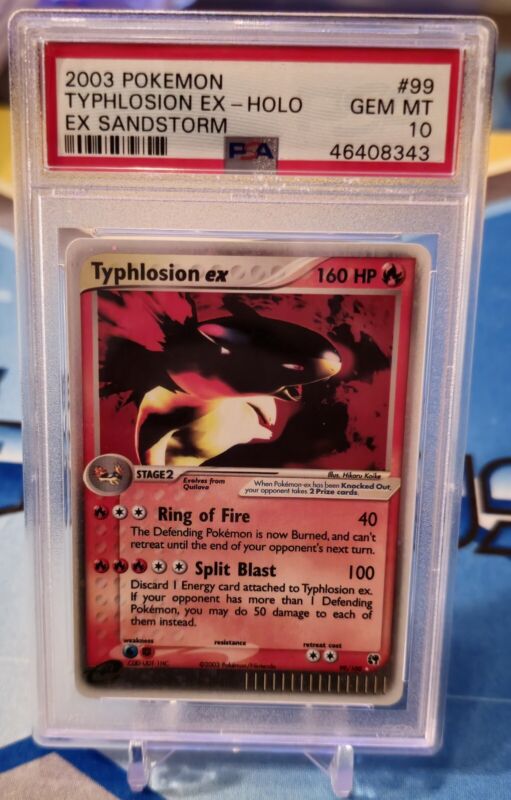 2003 POKEMON #99
TYPHLOSION EX – HOLO GEM MT
EX SANDSTORM 10
PSA 46408343
Typhlosion ex 160 HP
Illus. Hikaru Koike
STAGE2
Evolves from
Quilava
When Pokémon-ex has been Knocked Out,
your opponent takes 2 Prize cards.
Ring of Fire 40
The Defending Pokémon is now Burned, and can't
retreat until the end of your opponent's next turn.
Split Blast 100
Discard 1 Energy card attached to Typhlosion ex.
If your opponent has more than 1 Defending
Pokémon, you may do 50 damage to each of
them instead.
weakness resistance retreat cost
©2003 Pokémon/Nintendo 99/100